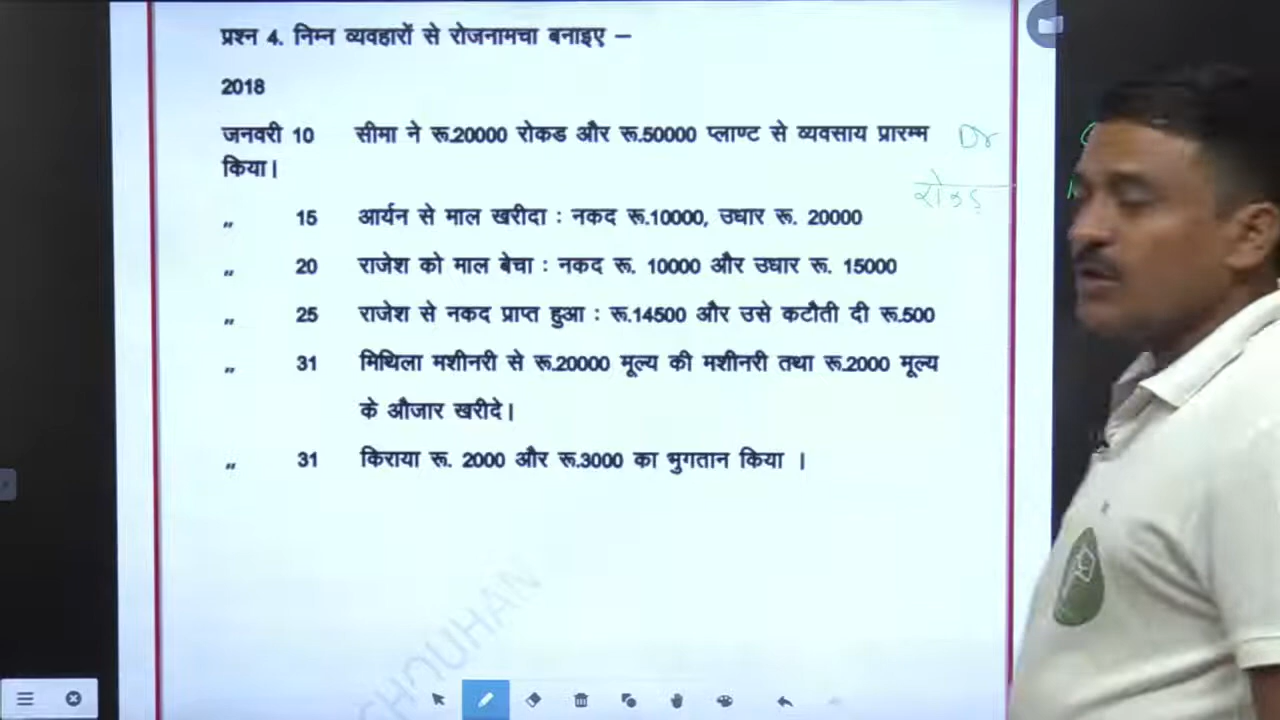 प्रश्न 4. निम्न व्यवहारों से रोजनामचा बनाइए –
2018
जनवरी 10 सीमा ने रू.20000 रोकड और रू.50000 प्लाण्ट से व्यवसाय प्रारम्भ
किया।
Dr
रोकड़
„ 15 आर्यन से माल खरीदा : नकद रू.10000, उधार रू. 20000
„ 20 राजेश को माल बेचा : नकद रू. 10000 और उधार रू. 15000
„ 25 राजेश से नकद प्राप्त हुआ : रू.14500 और उसे कटौती दी रू.500
„ 31 मिथिला मशीनरी से रू.20000 मूल्य की मशीनरी तथा रू.2000 मूल्य
के औजार खरीदे।
„ 31 किराया रू. 2000 और रू.3000 का भुगतान किया ।
CHOUHAN